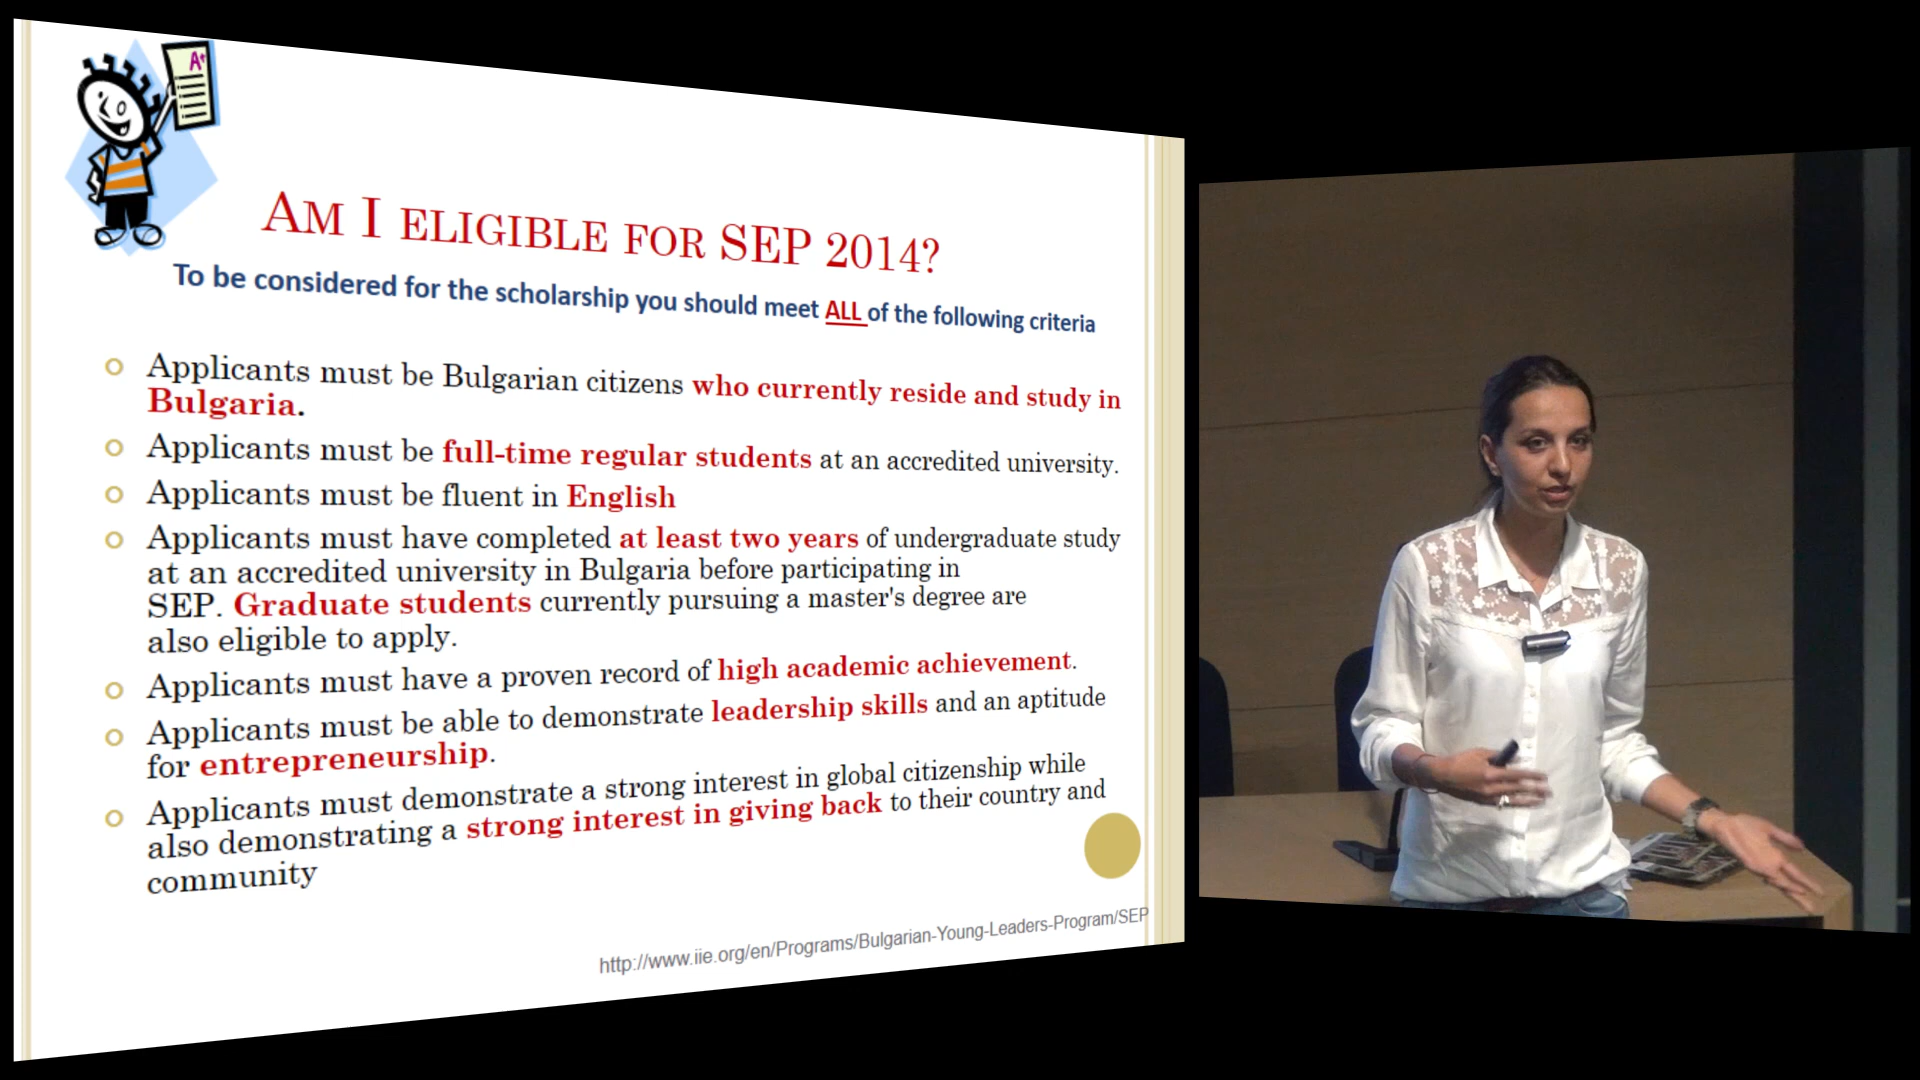 A+
AM I ELIGIBLE FOR SEP 2014?
To be considered for the scholarship you should meet ALL of the following criteria
Applicants must be Bulgarian citizens who currently reside and study in
Bulgaria.
Applicants must be full-time regular students at an accredited university.
Applicants must be fluent in English
Applicants must have completed at least two years of undergraduate study
at an accredited university in Bulgaria before participating in
SEP. Graduate students currently pursuing a master's degree are
also eligible to apply.
Applicants must have a proven record of high academic achievement.
Applicants must be able to demonstrate leadership skills and an aptitude
for entrepreneurship.
Applicants must demonstrate a strong interest in global citizenship while
also demonstrating a strong interest in giving back to their country and
community
http://www.iie.org/en/Programs/Bulgarian-Young-Leaders-Program/SEP